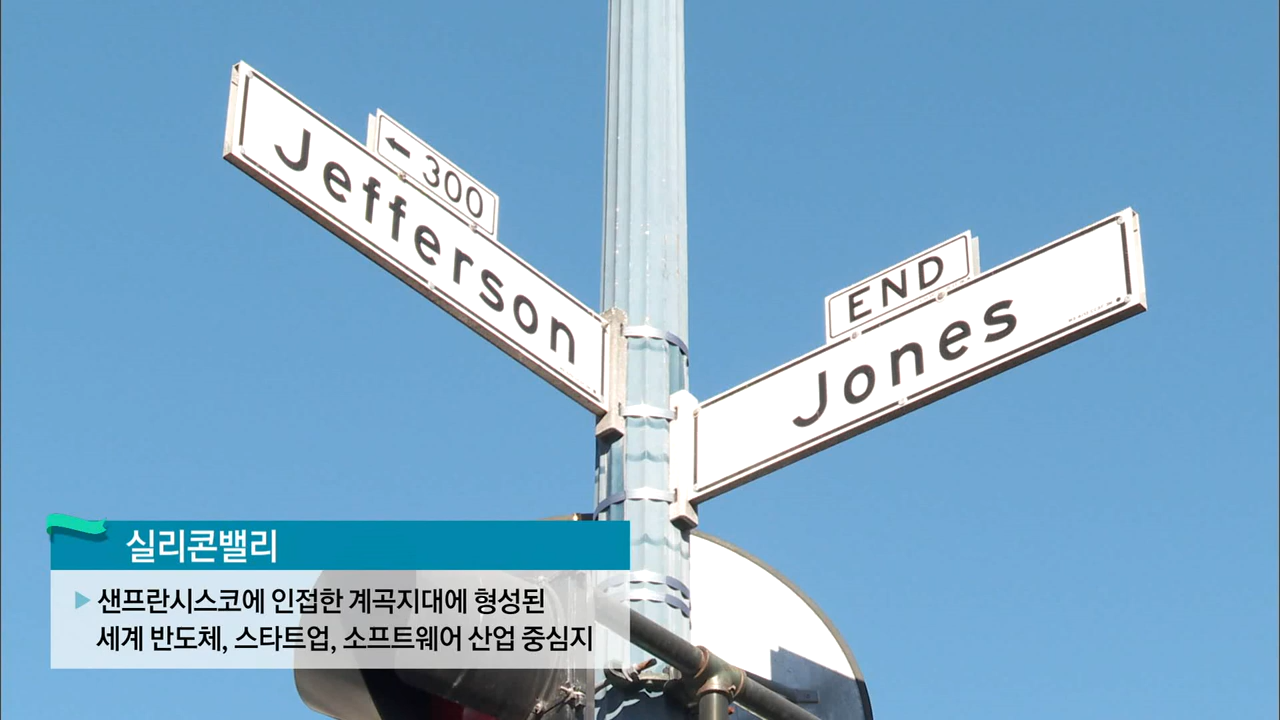 ← 300
Jefferson
END
Jones
실리콘밸리
▶ 샌프란시스코에 인접한 계곡지대에 형성된
세계 반도체, 스타트업, 소프트웨어 산업 중심지